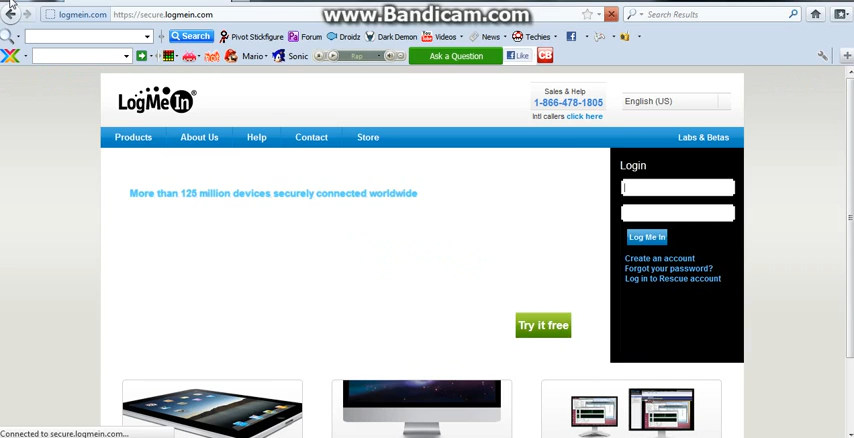 www.Bandicam.com
logmein.com https://secure.logmein.com Search Results
Search Pivot Stickfigure Forum Droidz Dark Demon Videos News Techies
Mario Sonic Rap Ask a Question Like
LogMeIn
Sales & Help
1-866-478-1805
Intl callers click here
English (US)
Products About Us Help Contact Store Labs & Betas
More than 125 million devices securely connected worldwide
Login
Log Me In
Create an account
Forgot your password?
Log in to Rescue account
Try it free
Connected to secure.logmein.com...